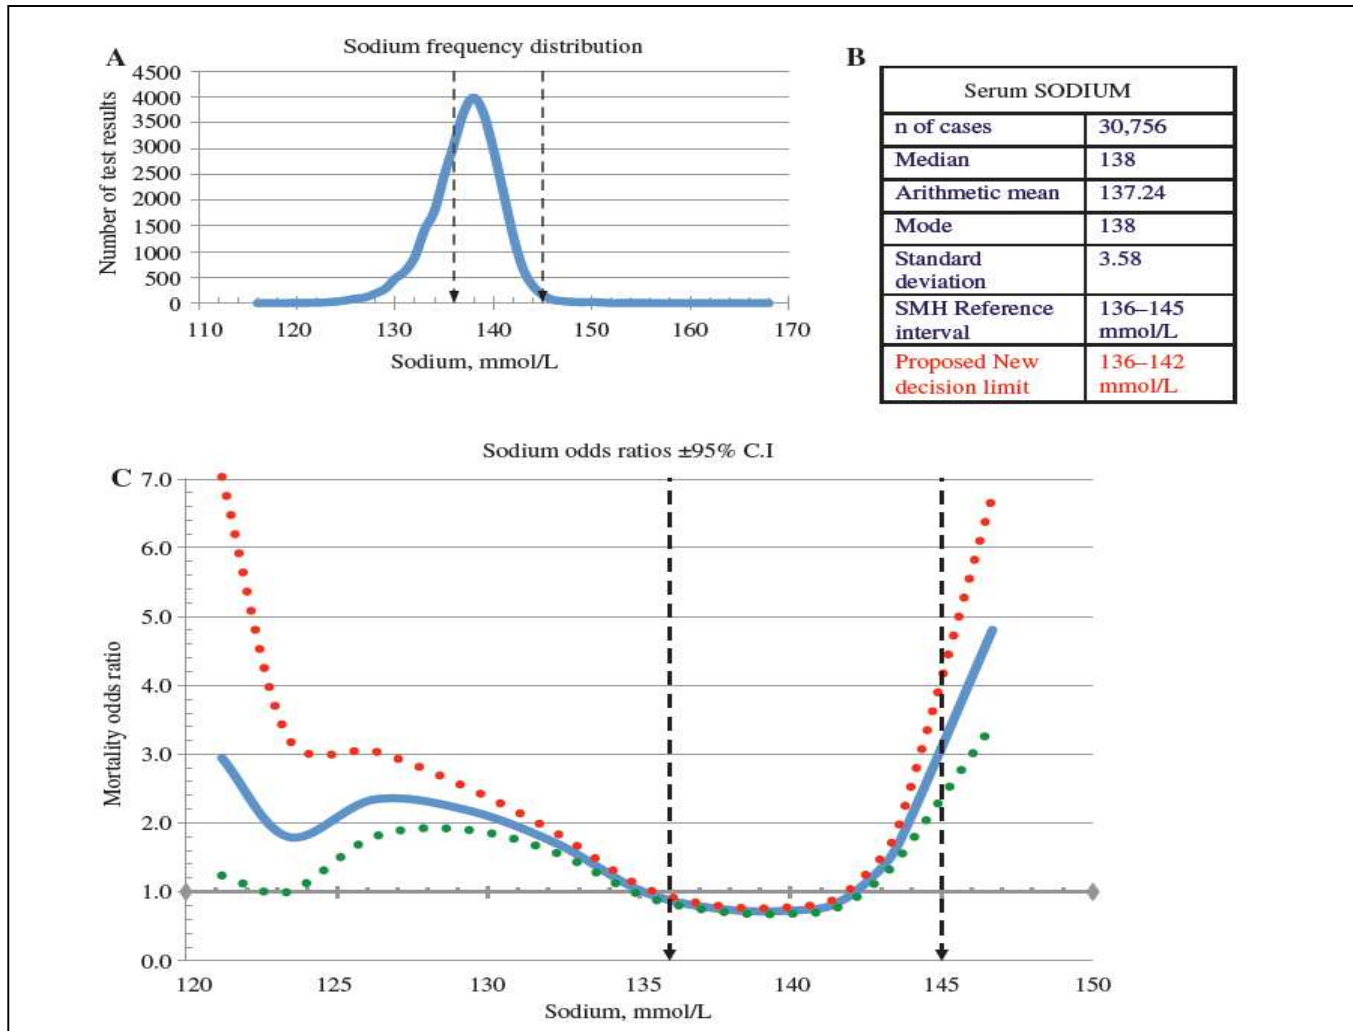 A
Sodium frequency distribution
Number of test results
4500
4000
3500
3000
2500
2000
1500
1000
500
0
110 120 130 140 150 160 170
Sodium, mmol/L
B
Serum SODIUM
n of cases 30,756
Median 138
Arithmetic mean 137.24
Mode 138
Standard
deviation
3.58
SMH Reference
interval
136–145
mmol/L
Proposed New
decision limit
136–142
mmol/L
Sodium odds ratios ±95% C.I
C
Mortality odds ratio
7.0
6.0
5.0
4.0
3.0
2.0
1.0
0.0
120 125 130 135 140 145 150
Sodium, mmol/L